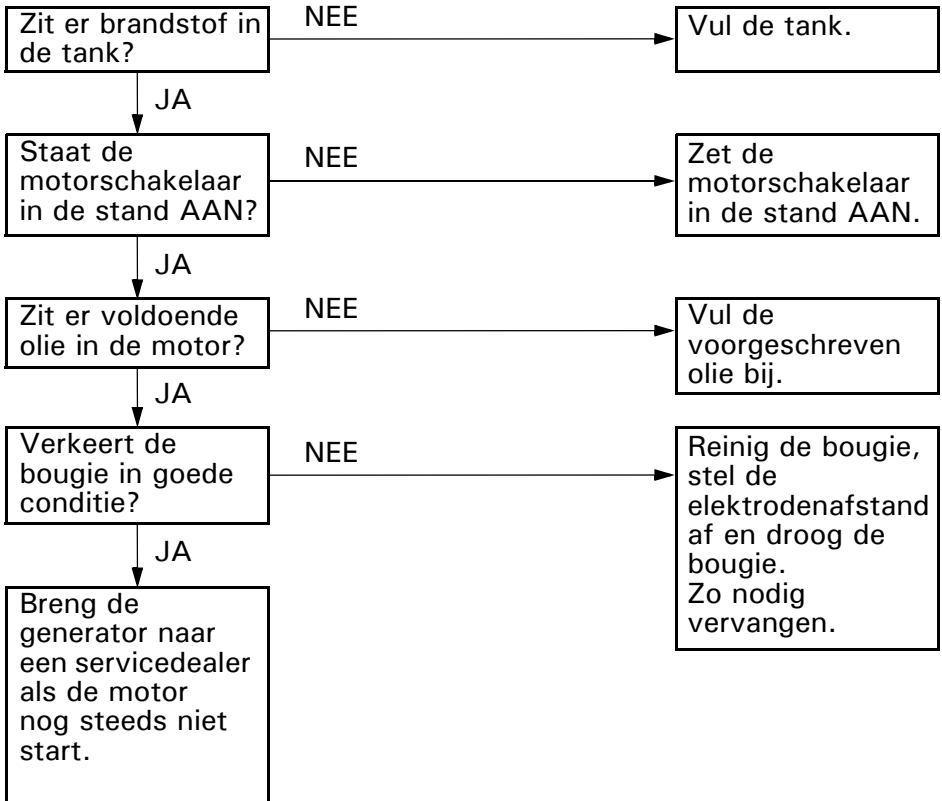 Zit er brandstof in
de tank?
NEE
Vul de tank.
JA
Staat de
motorschakelaar
in de stand AAN?
NEE
Zet de
motorschakelaar
in de stand AAN.
JA
Zit er voldoende
olie in de motor?
NEE
Vul de
voorgeschreven
olie bij.
JA
Verkeert de
bougie in goede
conditie?
NEE
Reinig de bougie,
stel de
elektrodenafstand
af en droog de
bougie.
Zo nodig
vervangen.
JA
Breng de
generator naar
een servicedealer
als de motor
nog steeds niet
start.